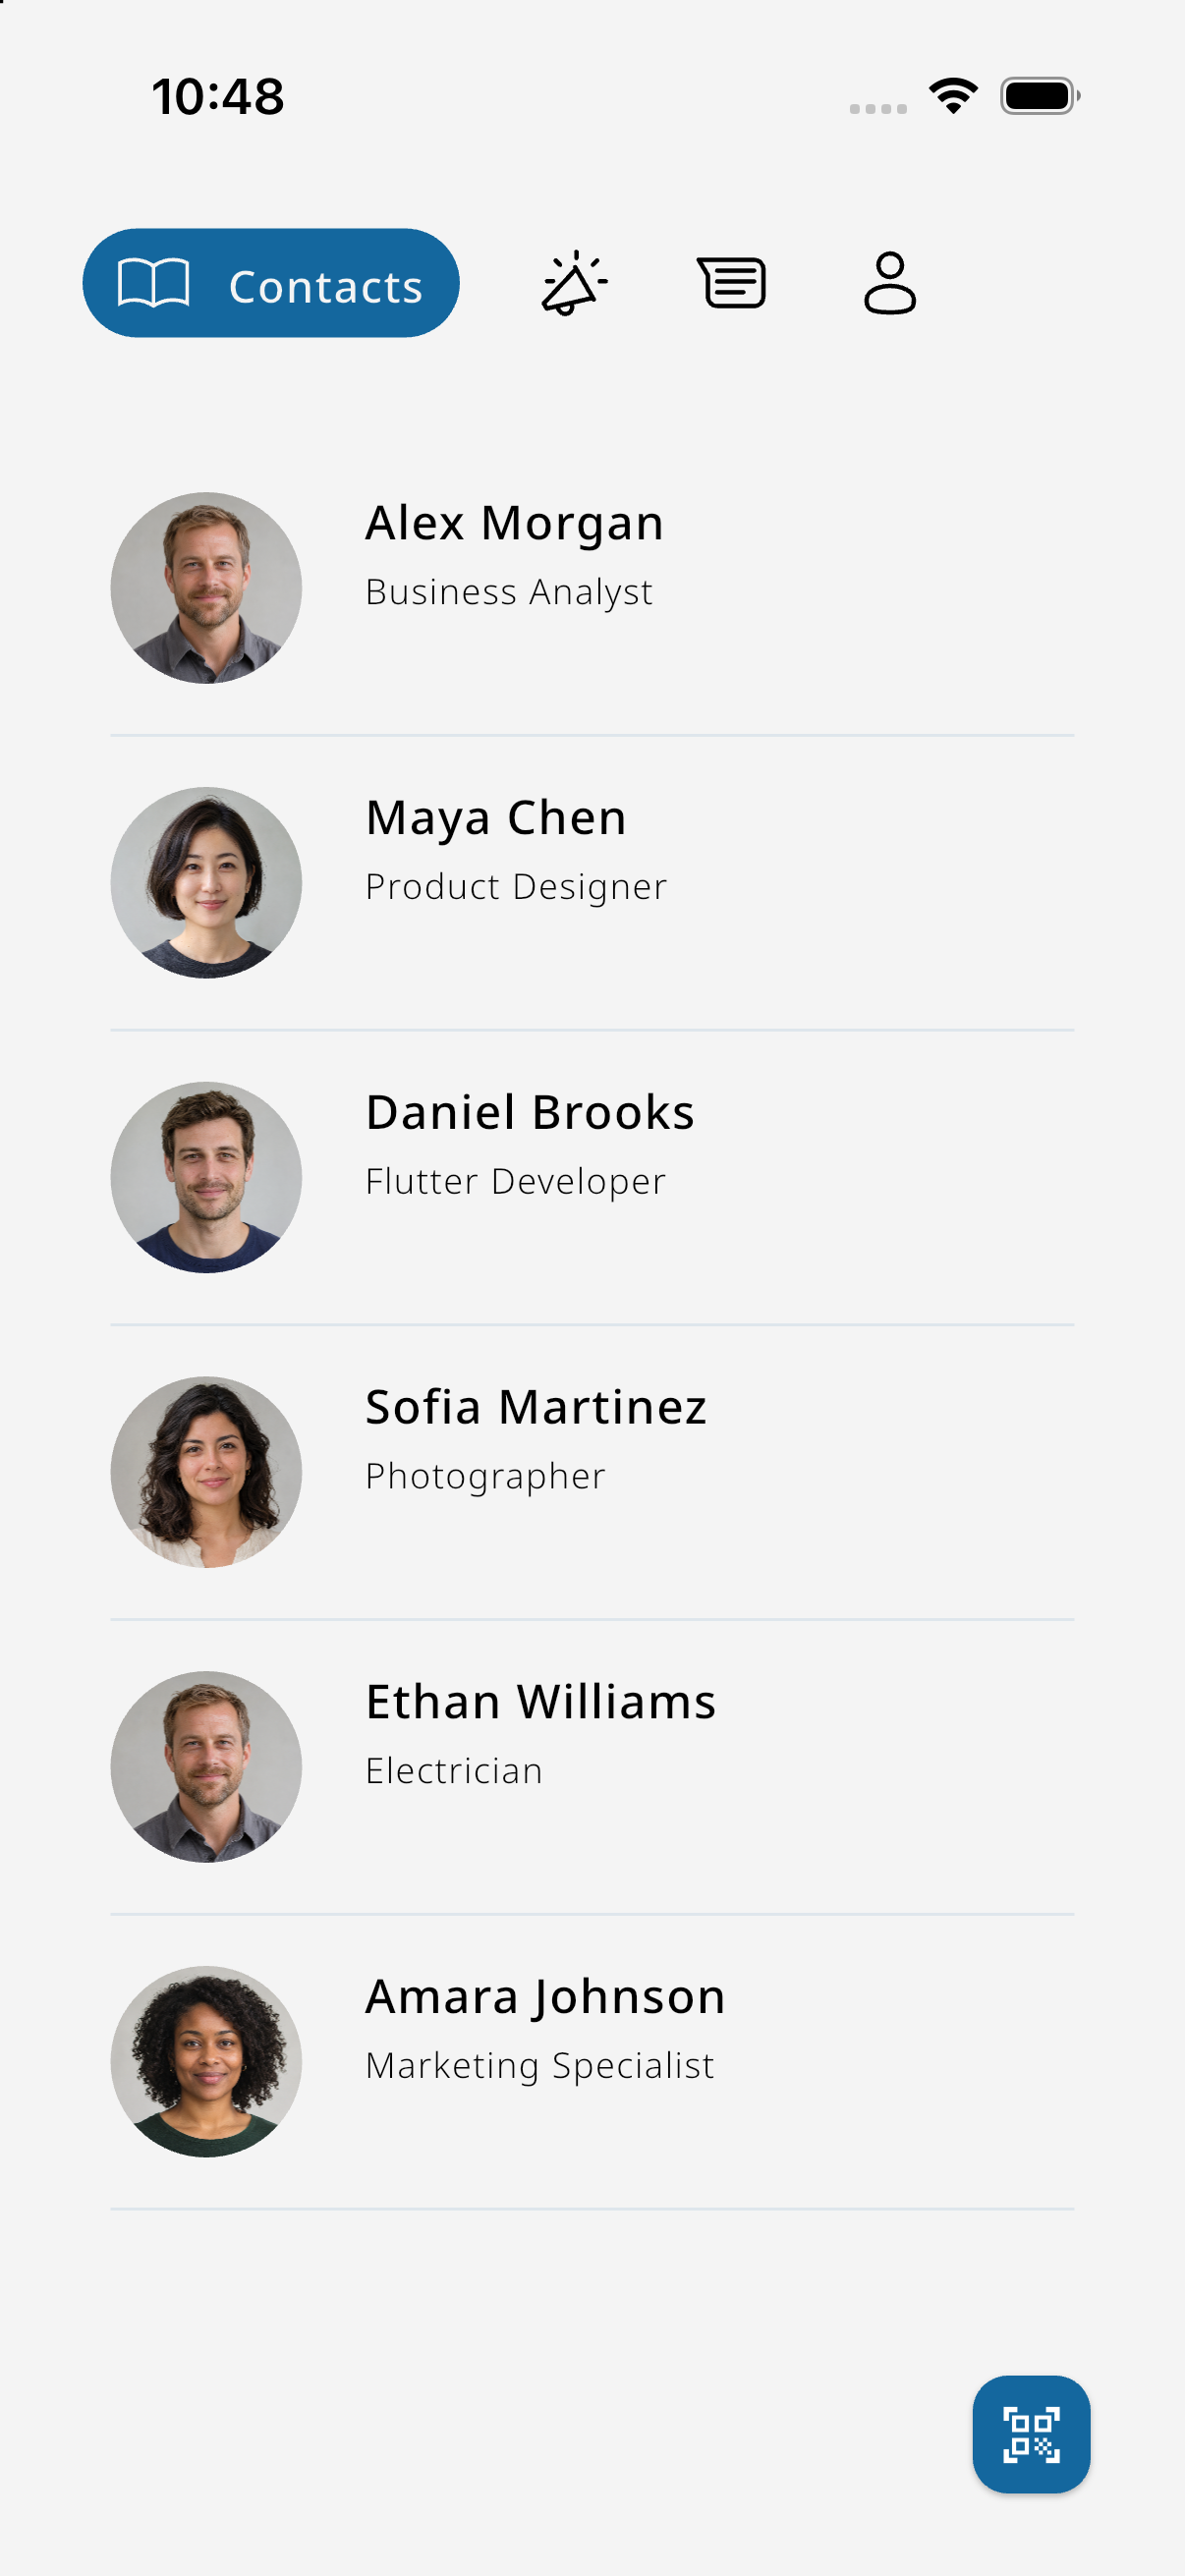 10:48
Contacts
Alex Morgan
Business Analyst
Maya Chen
Product Designer
Daniel Brooks
Flutter Developer
Sofia Martinez
Photographer
Ethan Williams
Electrician
Amara Johnson
Marketing Specialist